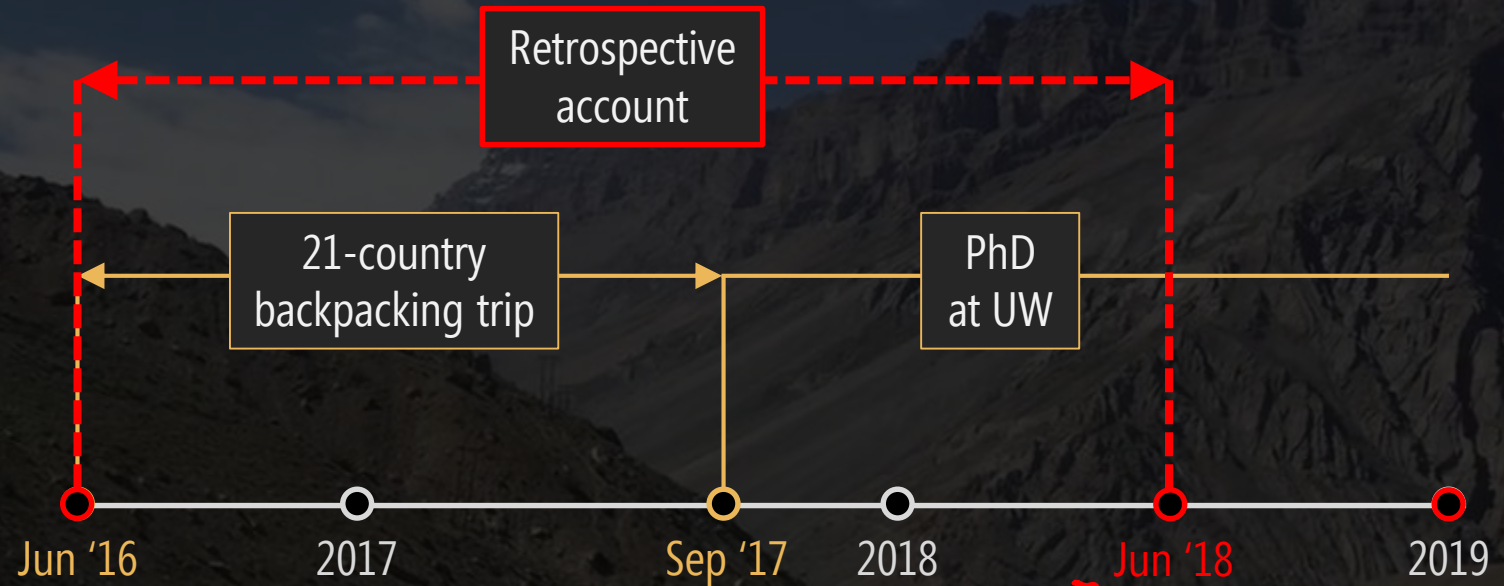 Retrospective
account
21-country
backpacking trip
PhD
at UW
Jun ‘16
2017
Sep ‘17
2018
Jun ‘18
2019